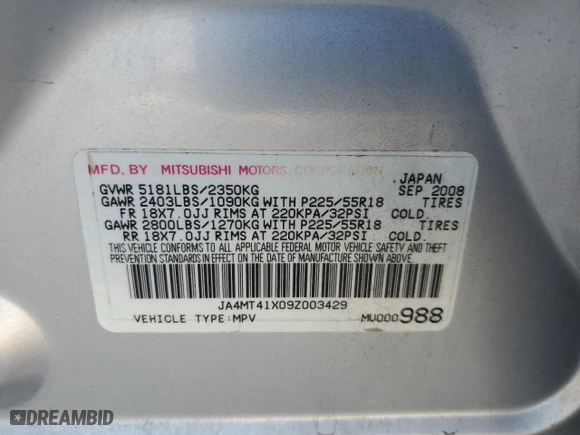 MFD. BY MITSUBISHI MOTORS CORPORATION JAPAN
GVWR 5181LBS/2350KG SEP 2008
GAWR 2403LBS/1090KG WITH P225/55R18 TIRES
FR 18X7.0JJ RIMS AT 220KPA/32PSI COLD.
GAWR 2800LBS/1270KG WITH P225/55R18 TIRES
RR 18X7.0JJ RIMS AT 220KPA/32PSI COLD.
THIS VEHICLE CONFORMS TO ALL APPLICABLE FEDERAL MOTOR VEHICLE SAFETY AND THEFT
PREVENTION STANDARDS IN EFFECT ON THE DATE OF MANUFACTURE SHOWN ABOVE.
JA4MT41X09Z003429
VEHICLE TYPE:MPV MU000988
DREAMBID